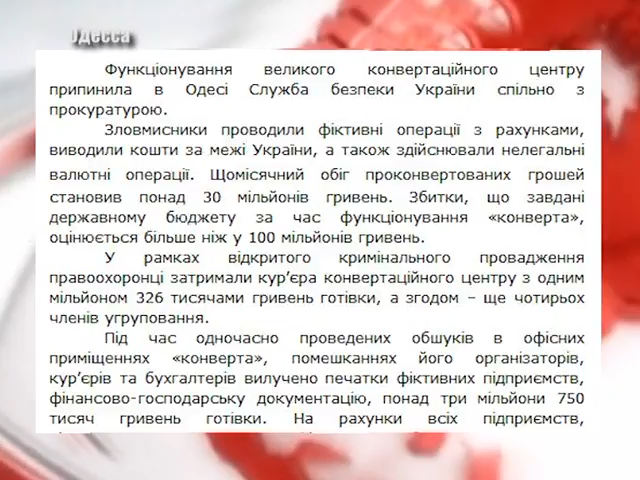 Одесса
Функціонування великого конвертаційного центру
припинила в Одесі Служба безпеки України спільно з
прокуратурою.
Зловмисники проводили фіктивні операції з рахунками,
виводили кошти за межі України, а також здійснювали нелегальні
валютні операції. Щомісячний обіг проконвертованих грошей
становив понад 30 мільйонів гривень. Збитки, що завдані
державному бюджету за час функціонування «конверта»,
оцінюється більше ніж у 100 мільйонів гривень.
У рамках відкритого кримінального провадження
правоохоронці затримали кур’єра конвертаційного центру з одним
мільйоном 326 тисячами гривень готівки, а згодом – ще чотирьох
членів угруповання.
Під час одночасно проведених обшуків в офісних
приміщеннях «конверта», помешканнях його організаторів,
кур’єрів та бухгалтерів вилучено печатки фіктивних підприємств,
фінансово-господарську документацію, понад три мільйони 750
тисяч гривень готівки. На рахунки всіх підприємств,